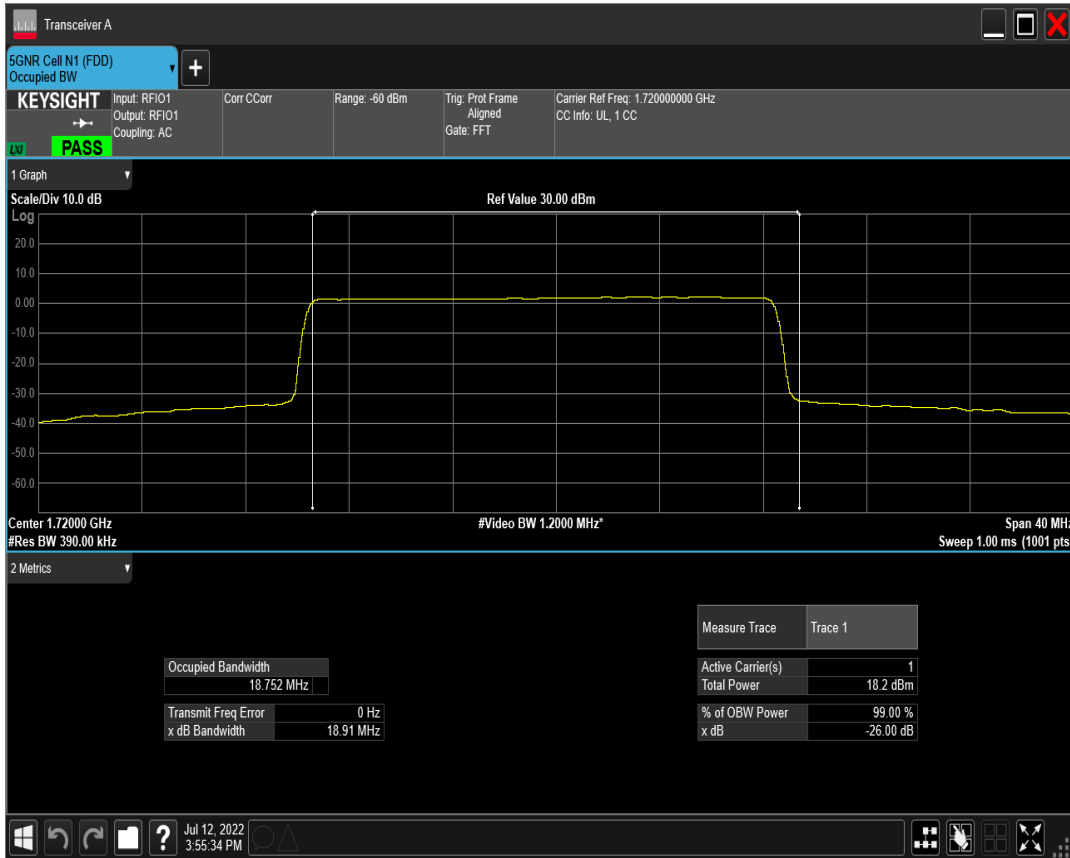 Transceiver A
5GNR Cell N1 (FDD)
Occupied BW
+
KEYSIGHT
LXI
PASS
Input: RFIO1
Output: RFIO1
Coupling: AC
Corr CCorr
Range: -60 dBm
Trig: Prot Frame
Aligned
Gate: FFT
Carrier Ref Freq: 1.720000000 GHz
CC Info: UL, 1 CC
1 Graph
Scale/Div 10.0 dB
Ref Value 30.00 dBm
Log
20.0
10.0
0.00
-10.0
-20.0
-30.0
-40.0
-50.0
-60.0
Center 1.72000 GHz
#Video BW 1.2000 MHz*
Span 40 MHz
#Res BW 390.00 kHz
Sweep 1.00 ms (1001 pts
2 Metrics
Measure Trace Trace 1
Occupied Bandwidth
18.752 MHz
Active Carrier(s) 1
Total Power 18.2 dBm
Transmit Freq Error 0 Hz
x dB Bandwidth 18.91 MHz
% of OBW Power 99.00 %
x dB -26.00 dB
?
Jul 12, 2022
3:55:34 PM